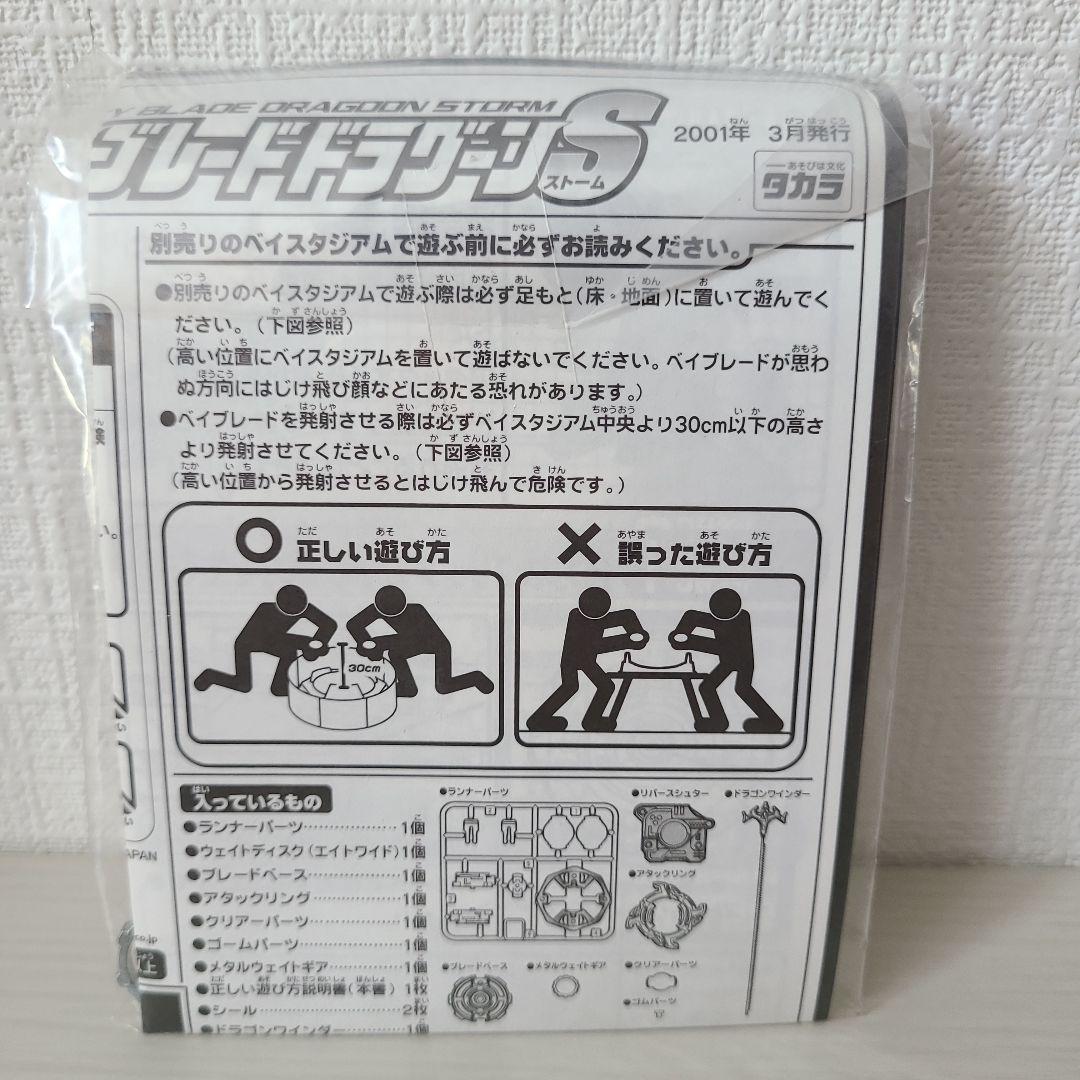 Y BLADE DRAGOON STORM
ブレードドラグーンS
ストーム
2001年 3月発行
あそびは文化
タカラ
別売りのベイスタジアムで遊ぶ前に必ずお読みください。
●別売りのベイスタジアムで遊ぶ際は必ず足もと(床・地面)に置いて遊んでく
ださい。(下図参照)
(高い位置にベイスタジアムを置いて遊ばないでください。ベイブレードが思わ
ぬ方向にはじけ飛び顔などにあたる恐れがあります。)
●ベイブレードを発射させる際は必ずベイスタジアム中央より30cm以下の高さ
より発射させてください。(下図参照)
(高い位置から発射させるとはじけ飛んで危険です。)
○ 正しい遊び方
× 誤った遊び方
30cm
入っているもの
●ランナーパーツ…………………1個
●ウェイトディスク(エイトワイド)1個
●ブレードベース…………………1個
●アタックリング…………………1個
●クリアーパーツ…………………1個
●ゴームパーツ……………………1個
●メタルウェイトギア……………1個
●正しい遊び方説明書(本書) 1枚
●シール……………………………2枚
●ドラゴンワインダー……………1個
●ランナーパーツ
●リバースシュター
●ドラゴンワインダー
●アタックリング
●ブレードベース
●メタルウェイトギア
●クリアーパーツ
●ゴムパーツ
APAN